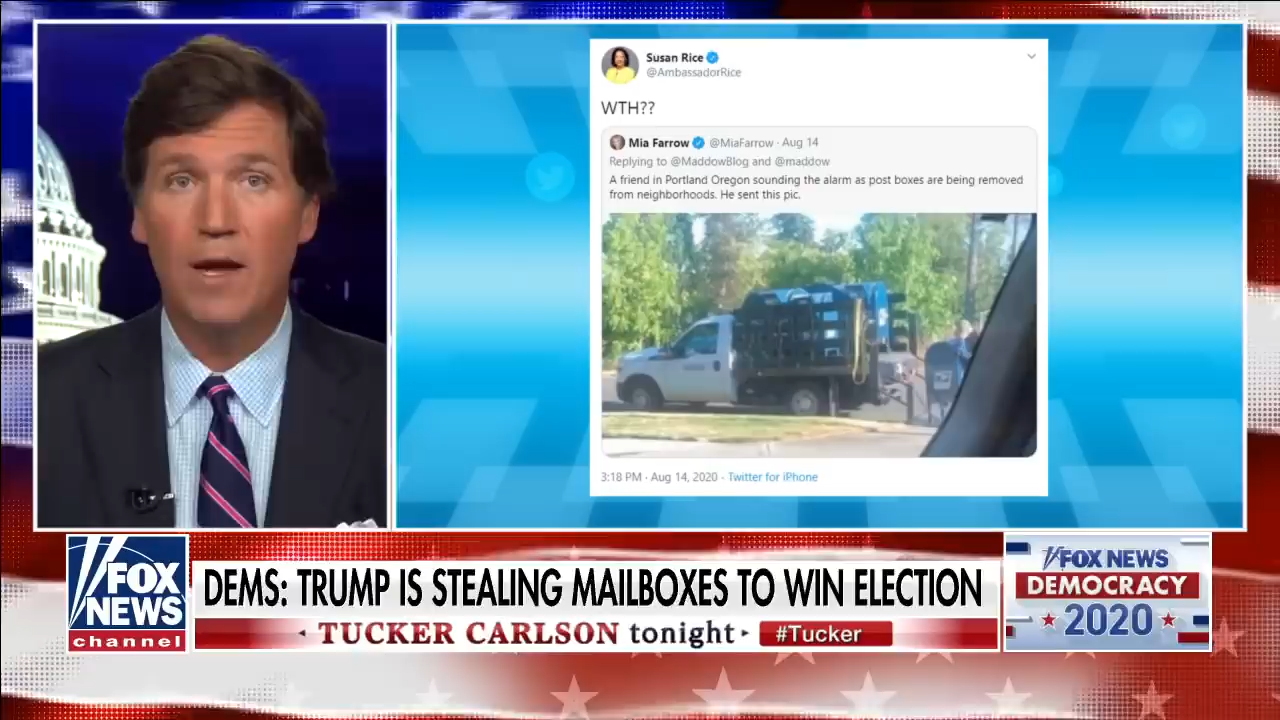 Susan Rice
@AmbassadorRice
WTH??
Mia Farrow @MiaFarrow · Aug 14
Replying to @MaddowBlog and @maddow
A friend in Portland Oregon sounding the alarm as post boxes are being removed
from neighborhoods. He sent this pic.
3:18 PM · Aug 14, 2020 · Twitter for iPhone
FOX
NEWS
channel
DEMS: TRUMP IS STEALING MAILBOXES TO WIN ELECTION
TUCKER CARLSON tonight
#Tucker
FOX NEWS
DEMOCRACY
2020